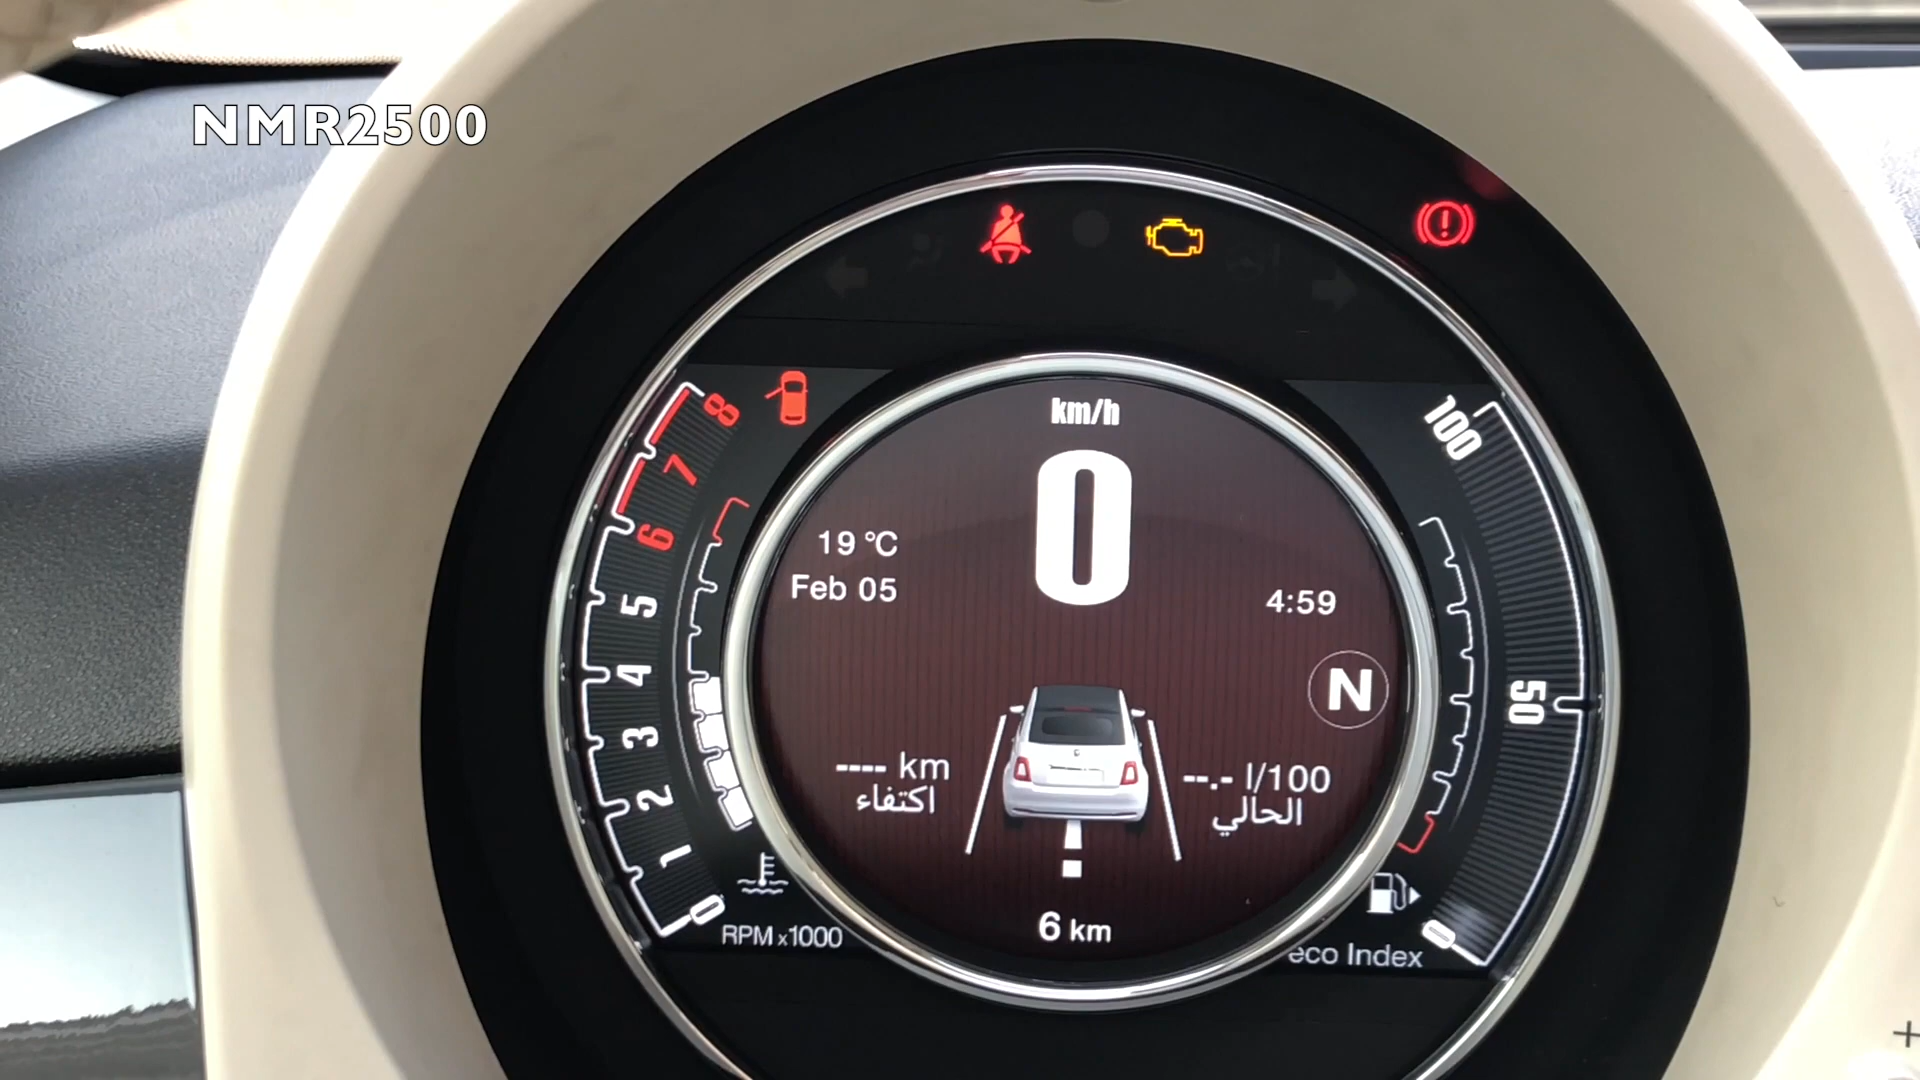 NMR2500
km/h
0
19 °C
Feb 05
4:59
N
---- km
اكتفاء
--.- l/100
الحالي
6 km
8
7
6
5
4
3
2
1
0
RPM x1000
100
50
0
eco Index
+